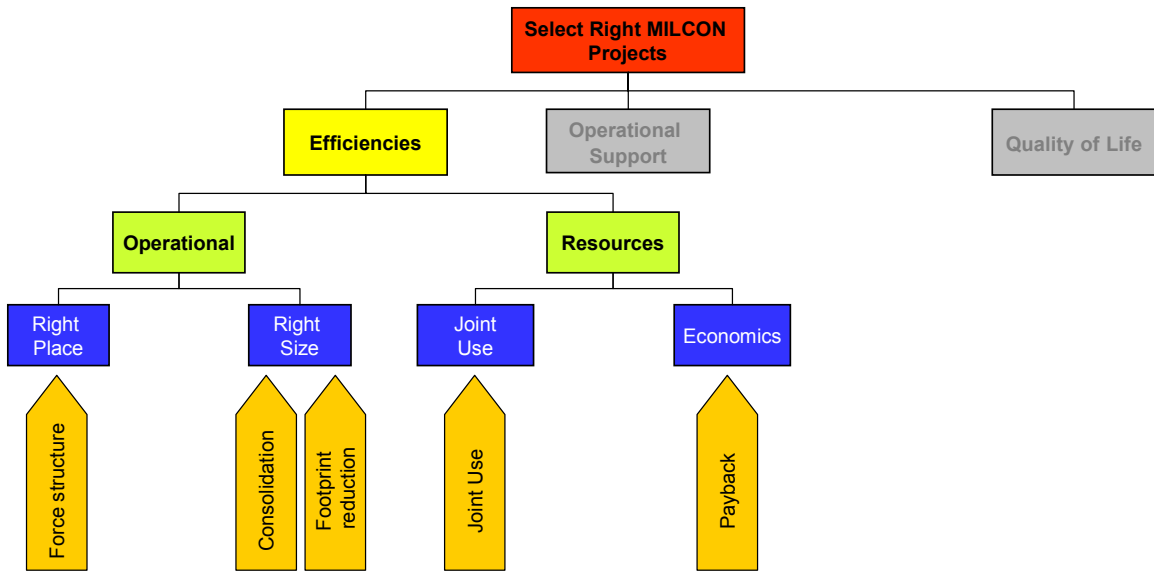 Select Right MILCON
Projects
Efficiencies
Operational
Support
Quality of Life
Operational
Resources
Right
Place
Right
Size
Joint
Use
Economics
Force structure
Consolidation
Footprint
reduction
Joint Use
Payback